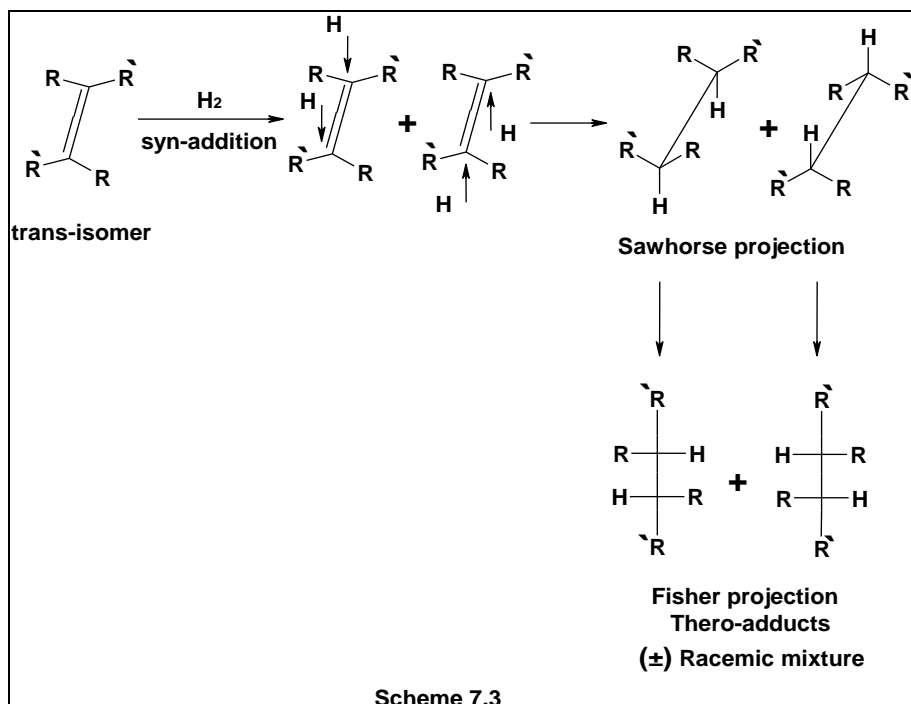 H
R R` H₂ H R R` R R` R R` H
syn-addition + H + R R`
R` R R` R R` R H R` R H
H H R` R
trans-isomer
Sawhorse projection
`R R`
R H H R
+
H R R H
`R R`
Fisher projection
Thero-adducts
(±) Racemic mixture
Scheme 7.3